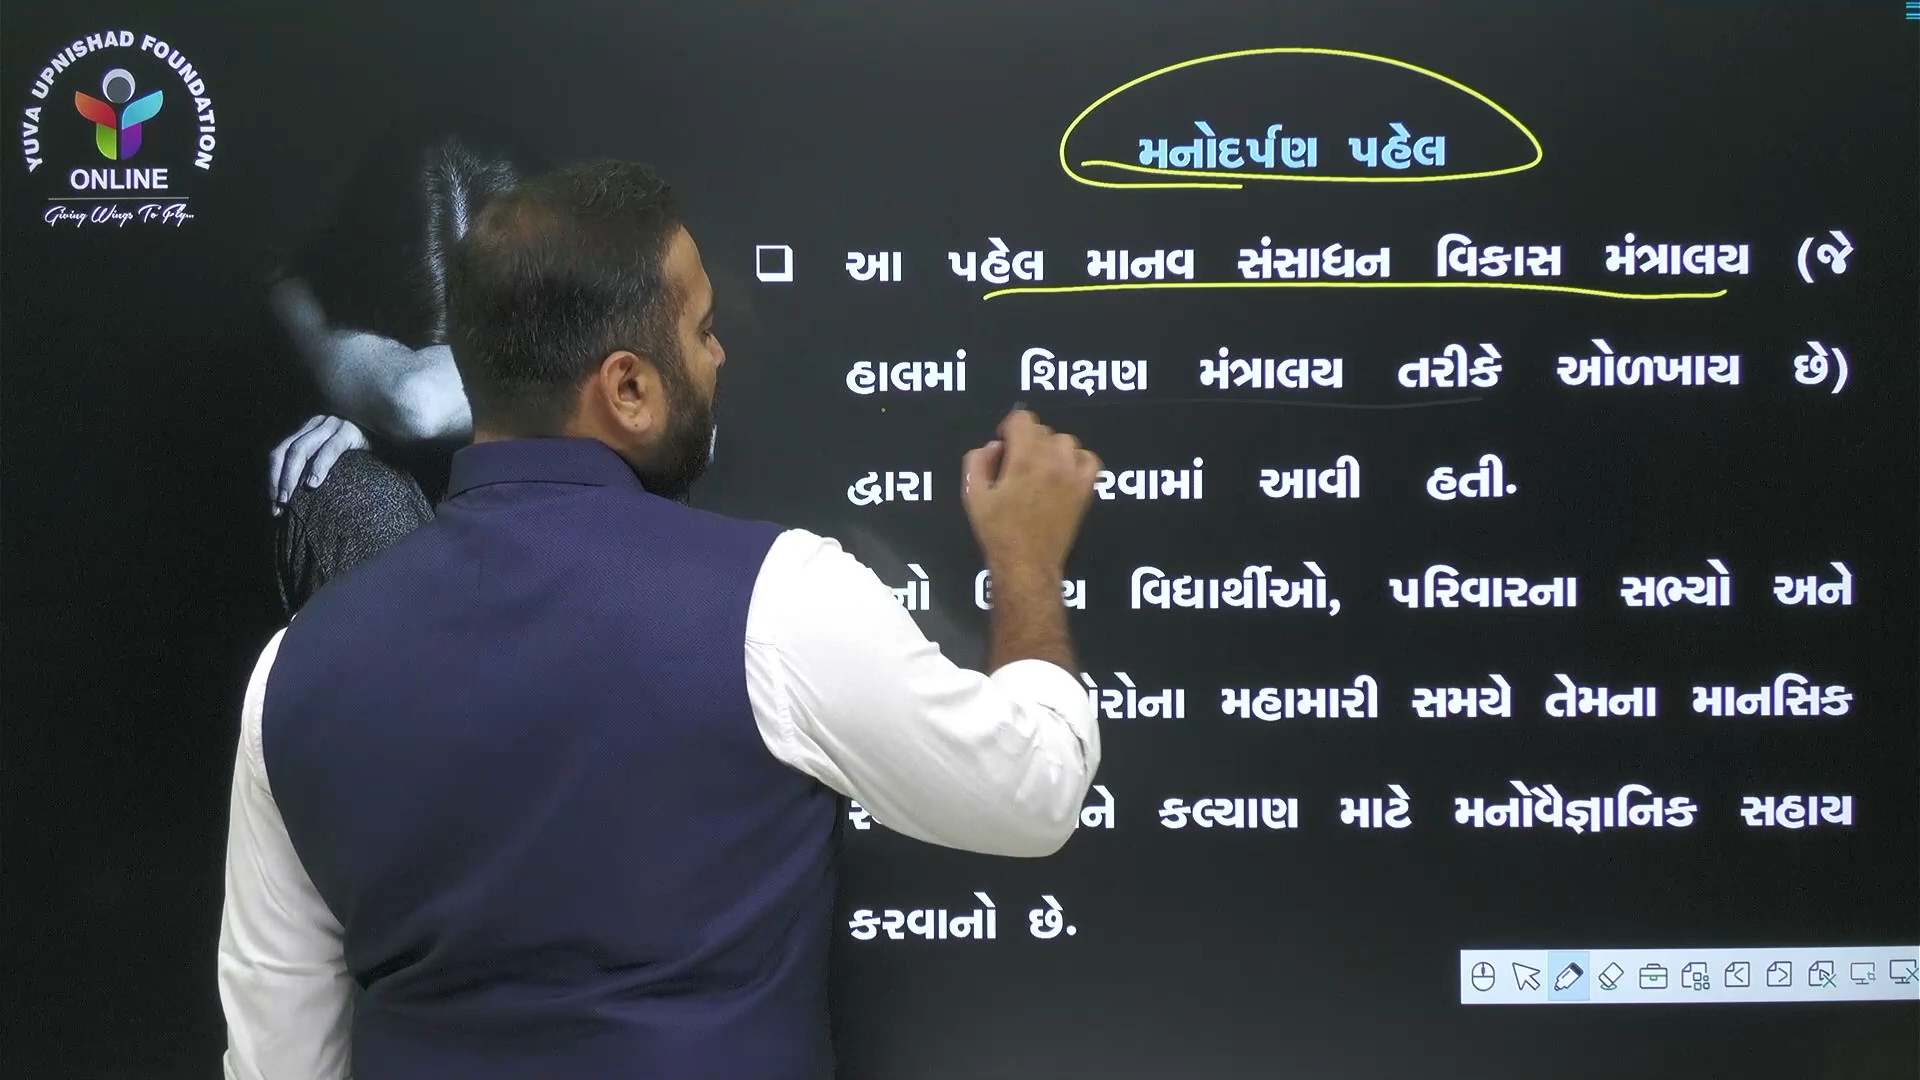 YUVA UPNISHAD FOUNDATION
ONLINE
Giving Wings To Fly...
મનોદર્પણ પહેલ
આ પહેલ માનવ સંસાધન વિકાસ મંત્રાલય (જે
હાલમાં શિક્ષણ મંત્રાલય તરીકે ઓળખાય છે)
દ્વારા આવી હતી.
વિદ્યાર્થીઓ, પરિવારના સભ્યો અને
મહામારી સમયે તેમના માનસિક
કલ્યાણ માટે મનોવૈજ્ઞાનિક સહાય
કરવાનો છે.